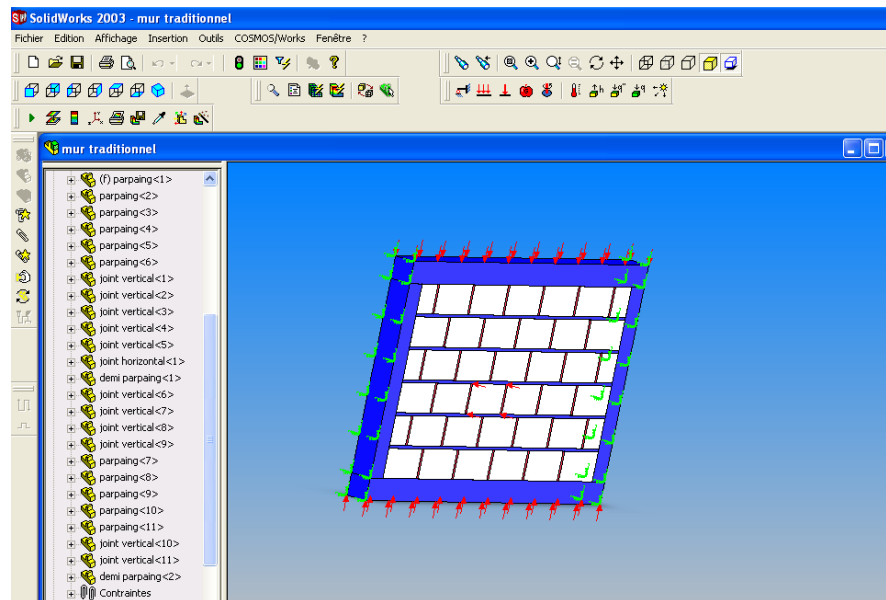 SolidWorks 2003 - mur traditionnel
Fichier Edition Affichage Insertion Outils COSMOS/Works Fenêtre ?
mur traditionnel
(f) parpaing<1>
parpaing<2>
parpaing<3>
parpaing<4>
parpaing<5>
parpaing<6>
joint vertical<1>
joint vertical<2>
joint vertical<3>
joint vertical<4>
joint vertical<5>
joint horizontal<1>
demi parpaing<1>
joint vertical<6>
joint vertical<7>
joint vertical<8>
joint vertical<9>
parpaing<7>
parpaing<8>
parpaing<9>
parpaing<10>
parpaing<11>
joint vertical<10>
joint vertical<11>
demi parpaing<2>
Contraintes